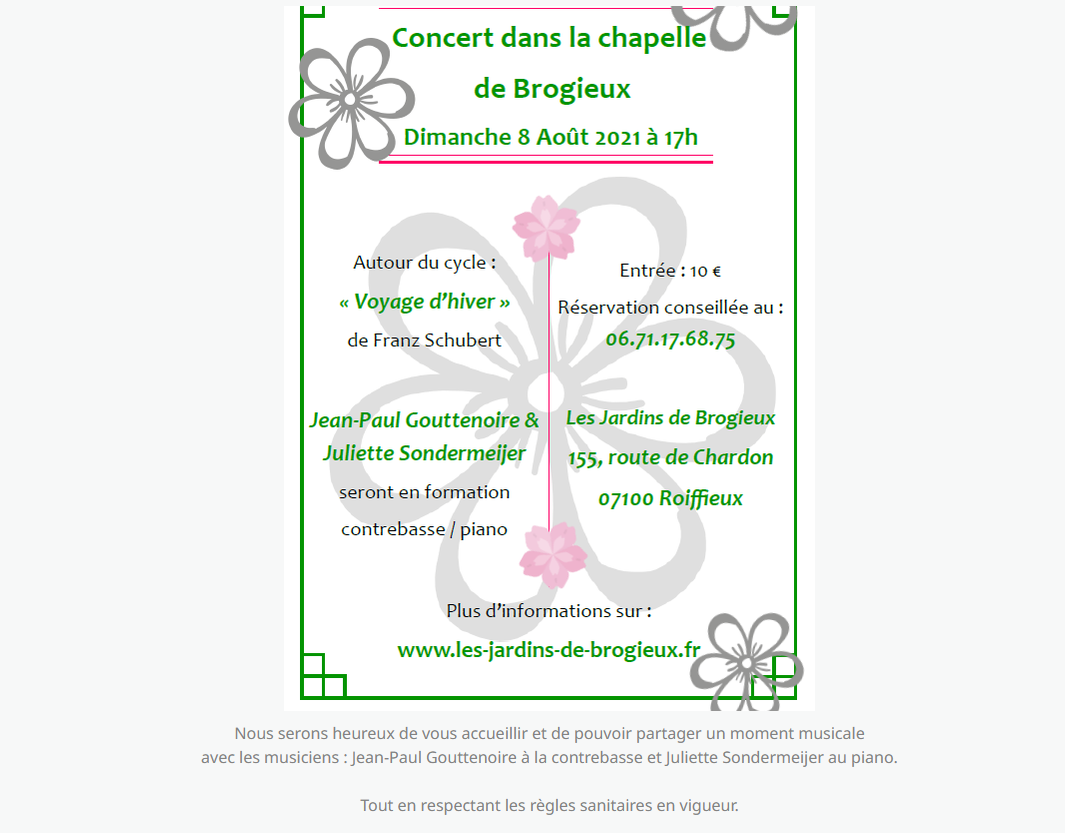 Concert dans la chapelle
de Brogieux
Dimanche 8 Août 2021 à 17h
Autour du cycle :
« Voyage d’hiver »
de Franz Schubert
Jean-Paul Gouttenoire &
Juliette Sondermeijer
seront en formation
contrebasse / piano
Entrée : 10 €
Réservation conseillée au :
06.71.17.68.75
Les Jardins de Brogieux
155, route de Chardon
07100 Roiffieux
Plus d’informations sur :
www.les-jardins-de-brogieux.fr
Nous serons heureux de vous accueillir et de pouvoir partager un moment musicale
avec les musiciens : Jean-Paul Gouttenoire à la contrebasse et Juliette Sondermeijer au piano.
Tout en respectant les règles sanitaires en vigueur.